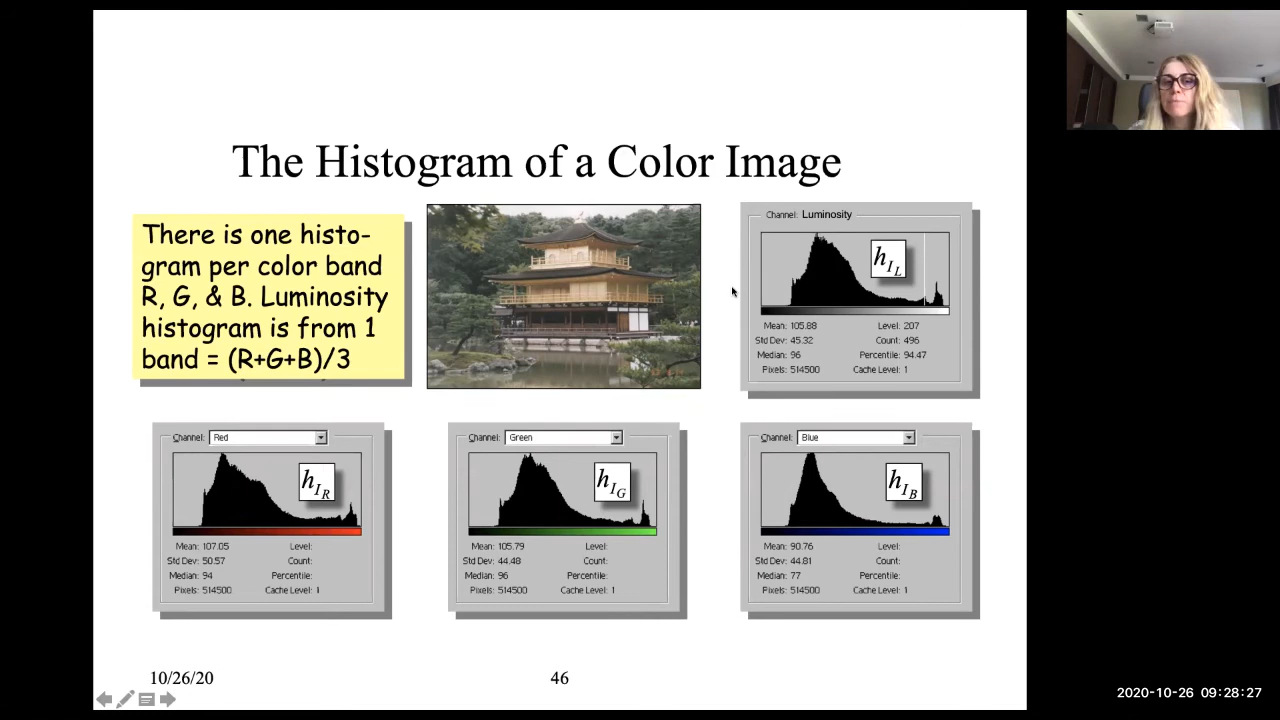 The Histogram of a Color Image
There is one histo-
gram per color band
R, G, & B. Luminosity
histogram is from 1
band = (R+G+B)/3
Channel: Luminosity
hIL
Mean: 105.88 Level: 207
Std Dev: 45.32 Count: 496
Median: 96 Percentile: 94.47
Pixels: 514500 Cache Level: 1
Channel: Red
hIR
Mean: 107.05 Level:
Std Dev: 50.57 Count:
Median: 94 Percentile:
Pixels: 514500 Cache Level: 1
Channel: Green
hIG
Mean: 105.79 Level:
Std Dev: 44.48 Count:
Median: 96 Percentile:
Pixels: 514500 Cache Level: 1
Channel: Blue
hIB
Mean: 90.76 Level:
Std Dev: 44.81 Count:
Median: 77 Percentile:
Pixels: 514500 Cache Level: 1
10/26/20
46
2020-10-26 09:28:27